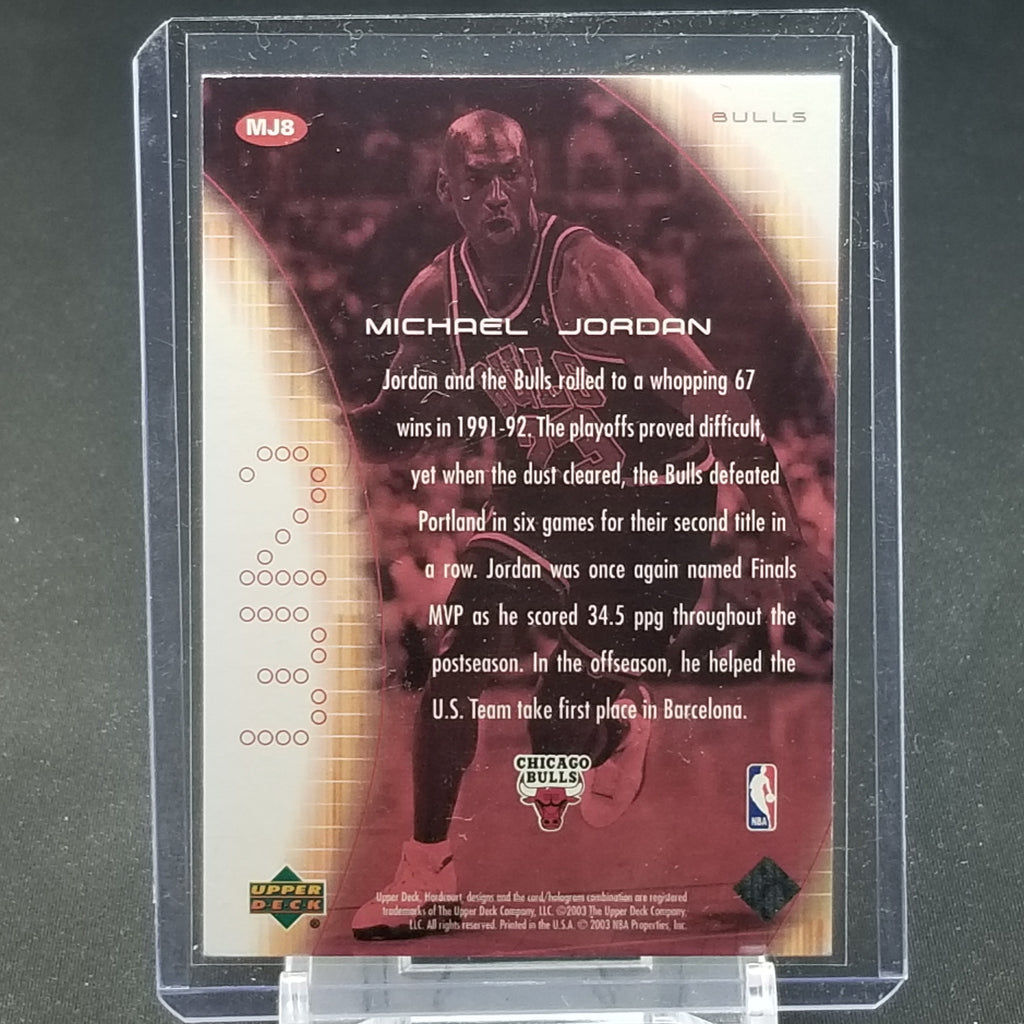 MJ8
BULLS
MICHAEL JORDAN
Jordan and the Bulls rolled to a whopping 67
wins in 1991-92. The playoffs proved difficult,
yet when the dust cleared, the Bulls defeated
Portland in six games for their second title in
a row. Jordan was once again named Finals
MVP as he scored 34.5 ppg throughout the
postseason. In the offseason, he helped the
U.S. Team take first place in Barcelona.
23
CHICAGO
BULLS
NBA
UPPER
DECK
®
Upper Deck, Hardcourt, designs and the card/hologram combination are registered
trademarks of The Upper Deck Company, LLC. ©2003 The Upper Deck Company,
LLC. All rights reserved. Printed in the U.S.A. © 2003 NBA Properties, Inc.
BULLS
23